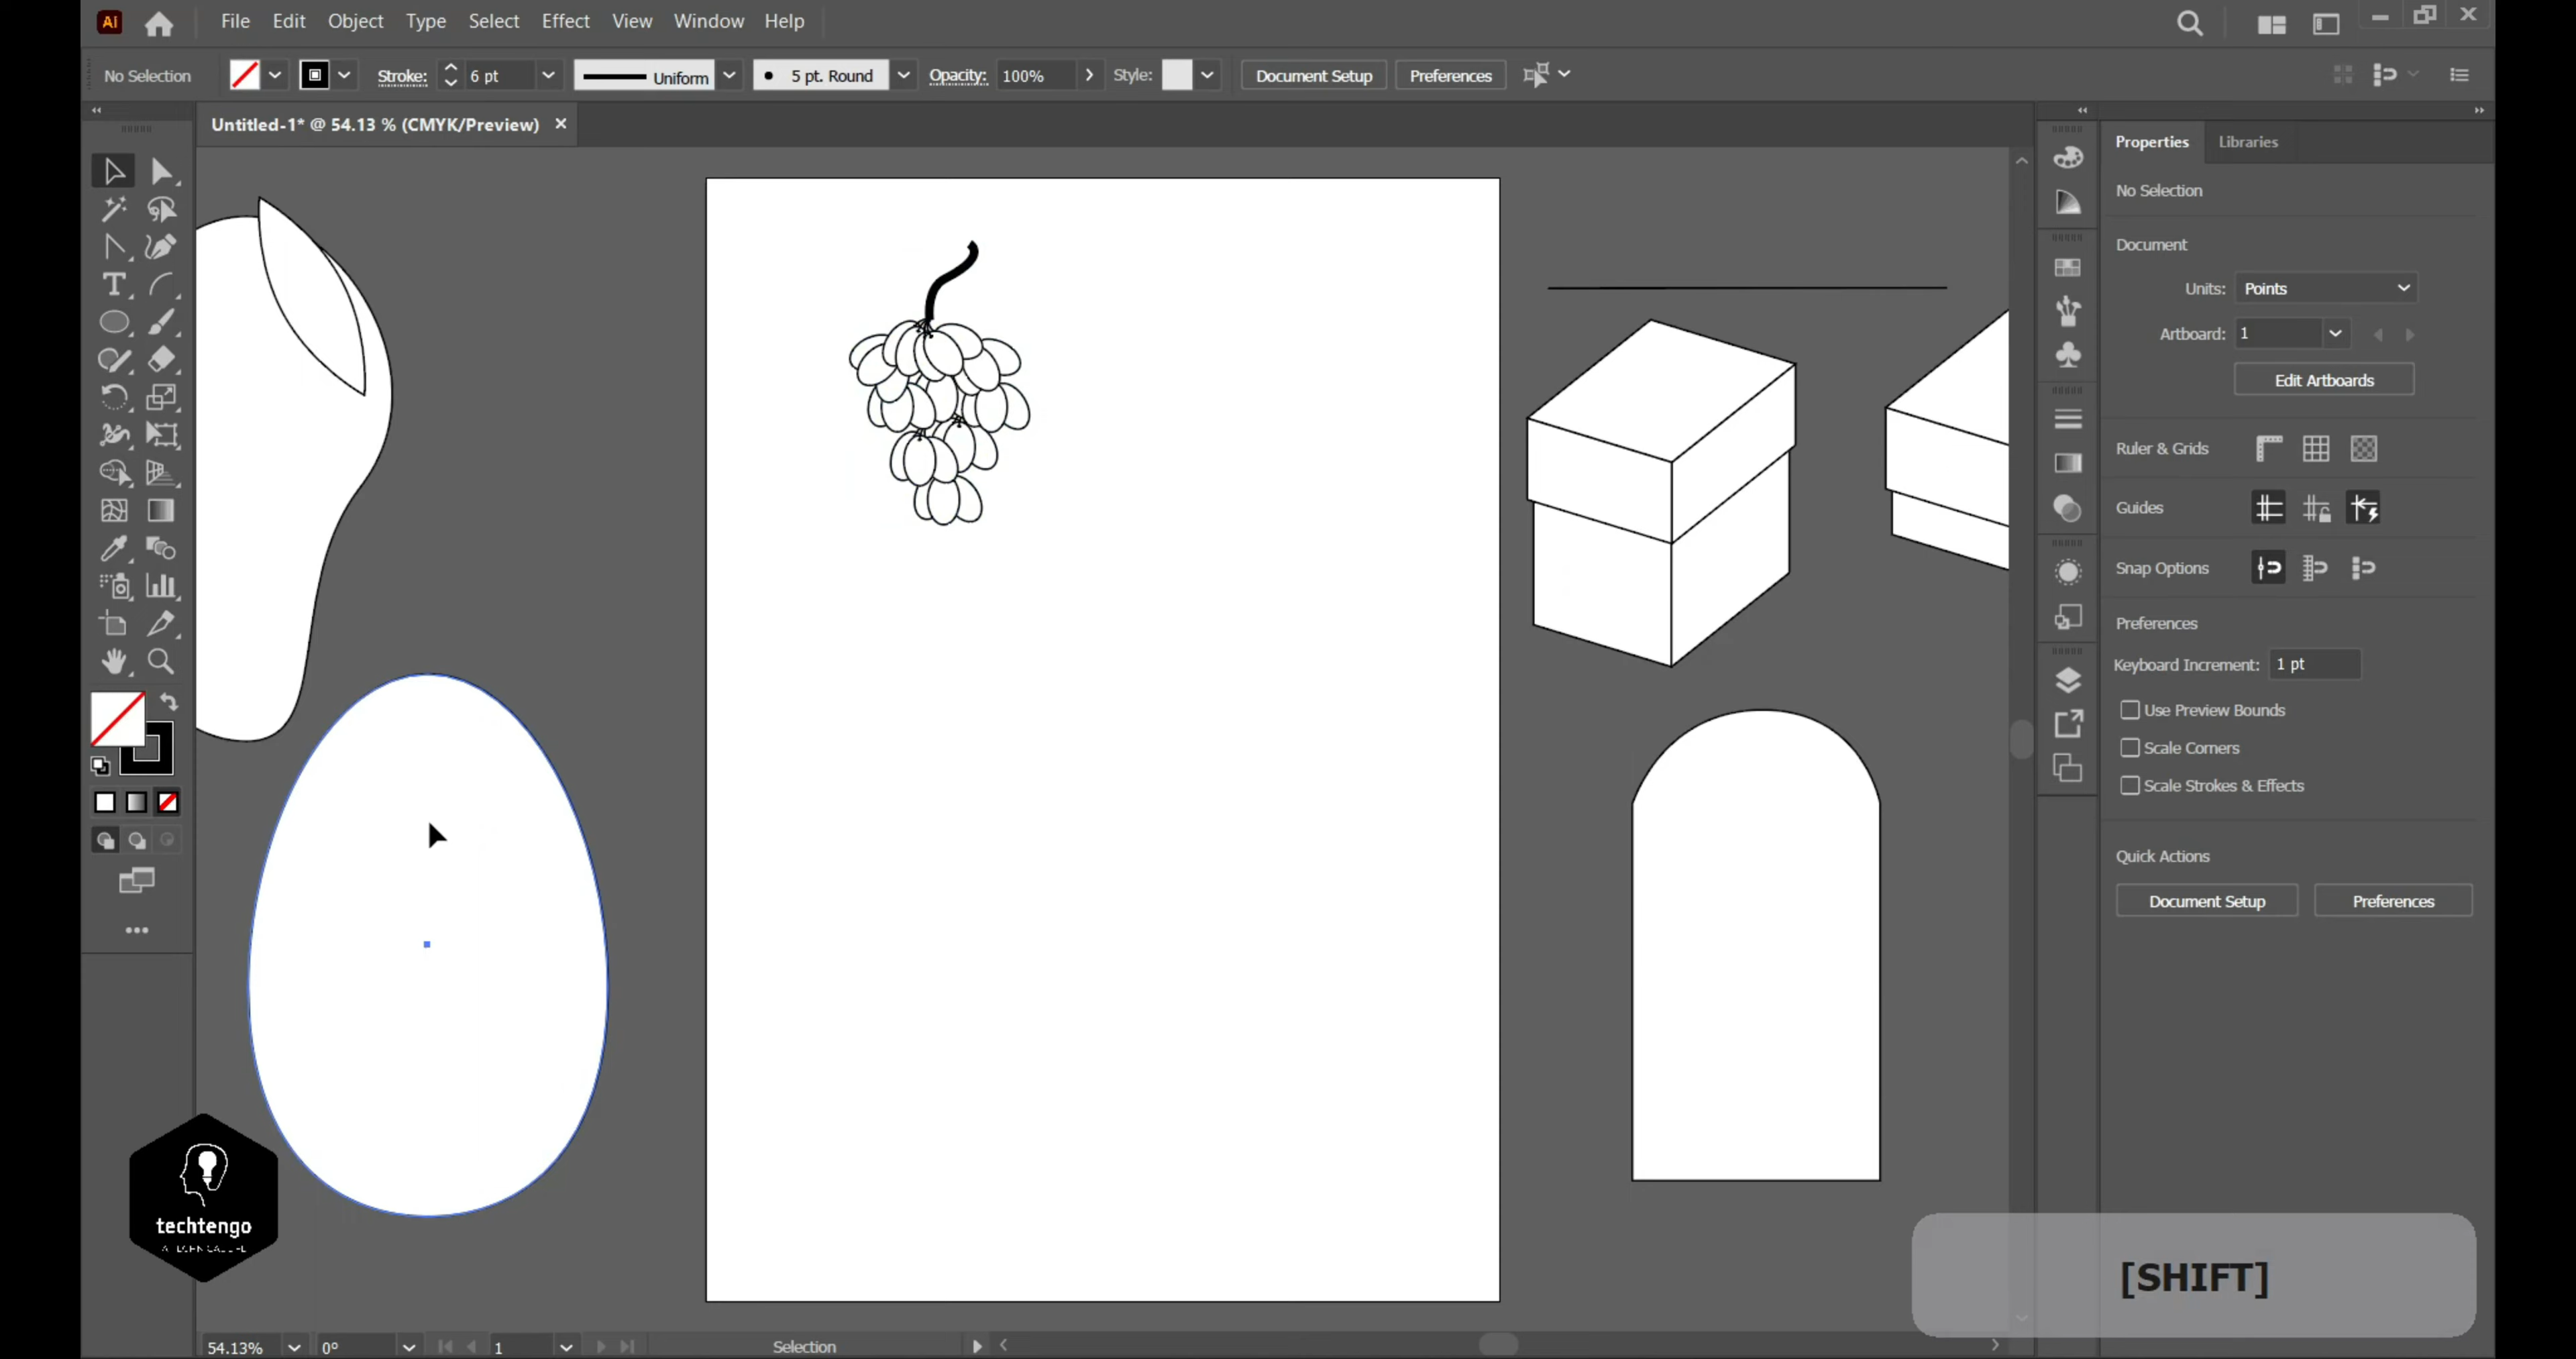 Ai File Edit Object Type Select Effect View Window Help
No Selection Stroke: 6 pt Uniform 5 pt. Round Opacity: 100% Style: Document Setup Preferences
Untitled-1* @ 54.13 % (CMYK/Preview)
Properties Libraries
No Selection
Document
Units: Points
Artboard: 1
Edit Artboards
Ruler & Grids
Guides
Snap Options
Preferences
Keyboard Increment: 1 pt
Use Preview Bounds
Scale Corners
Scale Strokes & Effects
Quick Actions
Document Setup Preferences
techtengo
[SHIFT]
54.13% 0° 1 Selection